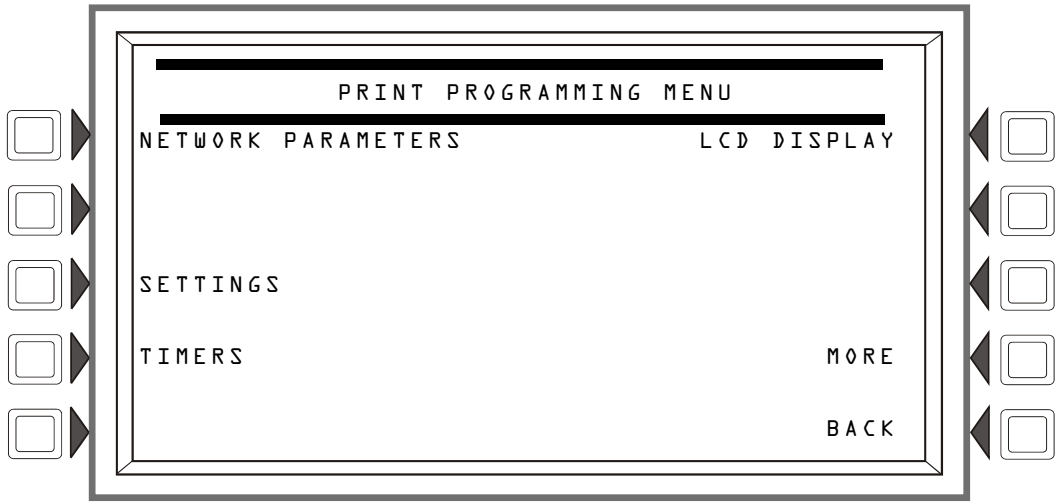 PRINT PROGRAMMING MENU
NETWORK PARAMETERS LCD DISPLAY
SETTINGS
TIMERS MORE
BACK